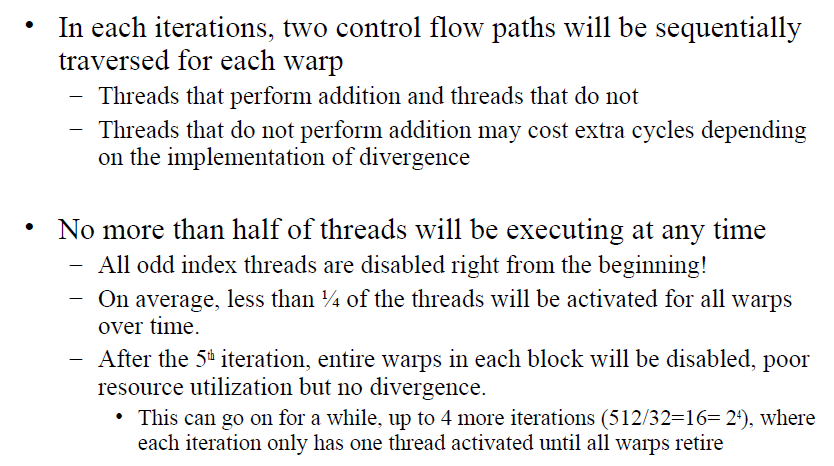 • In each iterations, two control flow paths will be sequentially
traversed for each warp
– Threads that perform addition and threads that do not
– Threads that do not perform addition may cost extra cycles depending
on the implementation of divergence
• No more than half of threads will be executing at any time
– All odd index threads are disabled right from the beginning!
– On average, less than ¼ of the threads will be activated for all warps
over time.
– After the 5th iteration, entire warps in each block will be disabled, poor
resource utilization but no divergence.
• This can go on for a while, up to 4 more iterations (512/32=16= 2⁴), where
each iteration only has one thread activated until all warps retire